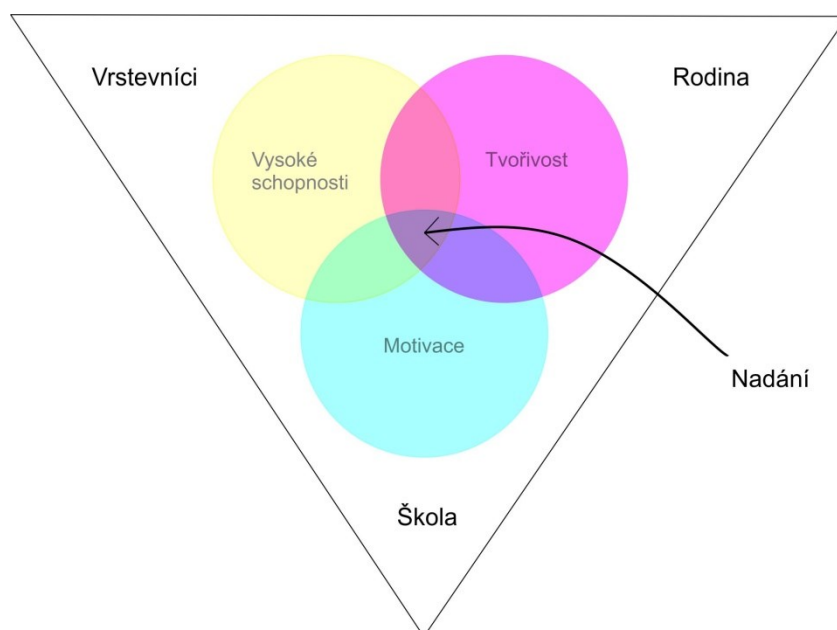 Vrstevníci
Rodina
Vysoké
schopnosti
Tvořivost
Motivace
Nadání
Škola